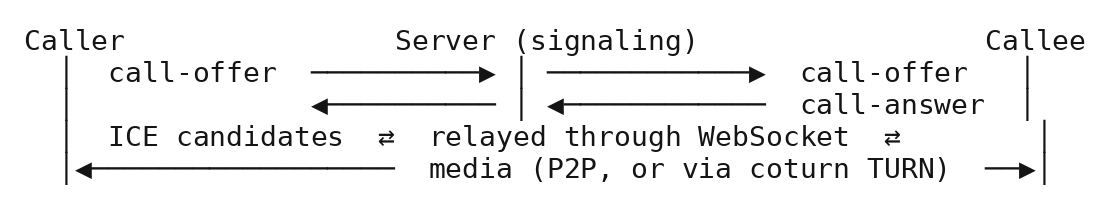 Caller Server (signaling) Callee
call-offer ──────────▶ │ ────────────▶ call-offer │
◀────────── │ ◀──────────── call-answer │
ICE candidates ⇄ relayed through WebSocket ⇄
◀────────────────── media (P2P, or via coturn TURN) ──▶